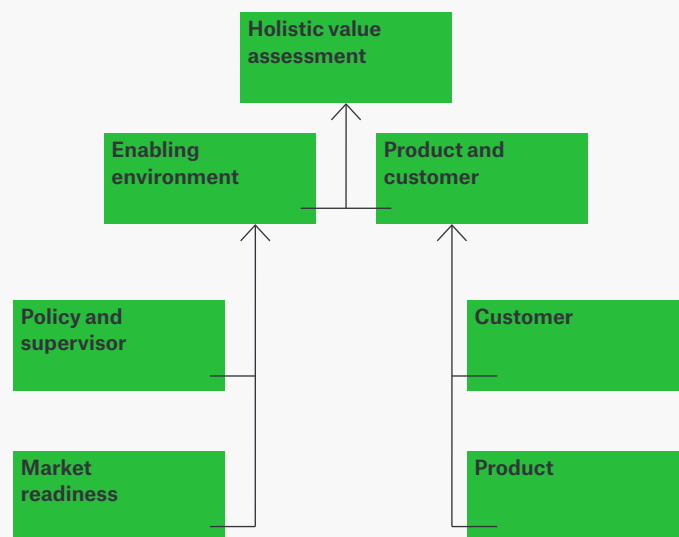 Holistic value
assessment
Enabling
environment
Product and
customer
Policy and
supervisor
Customer
Market
readiness
Product